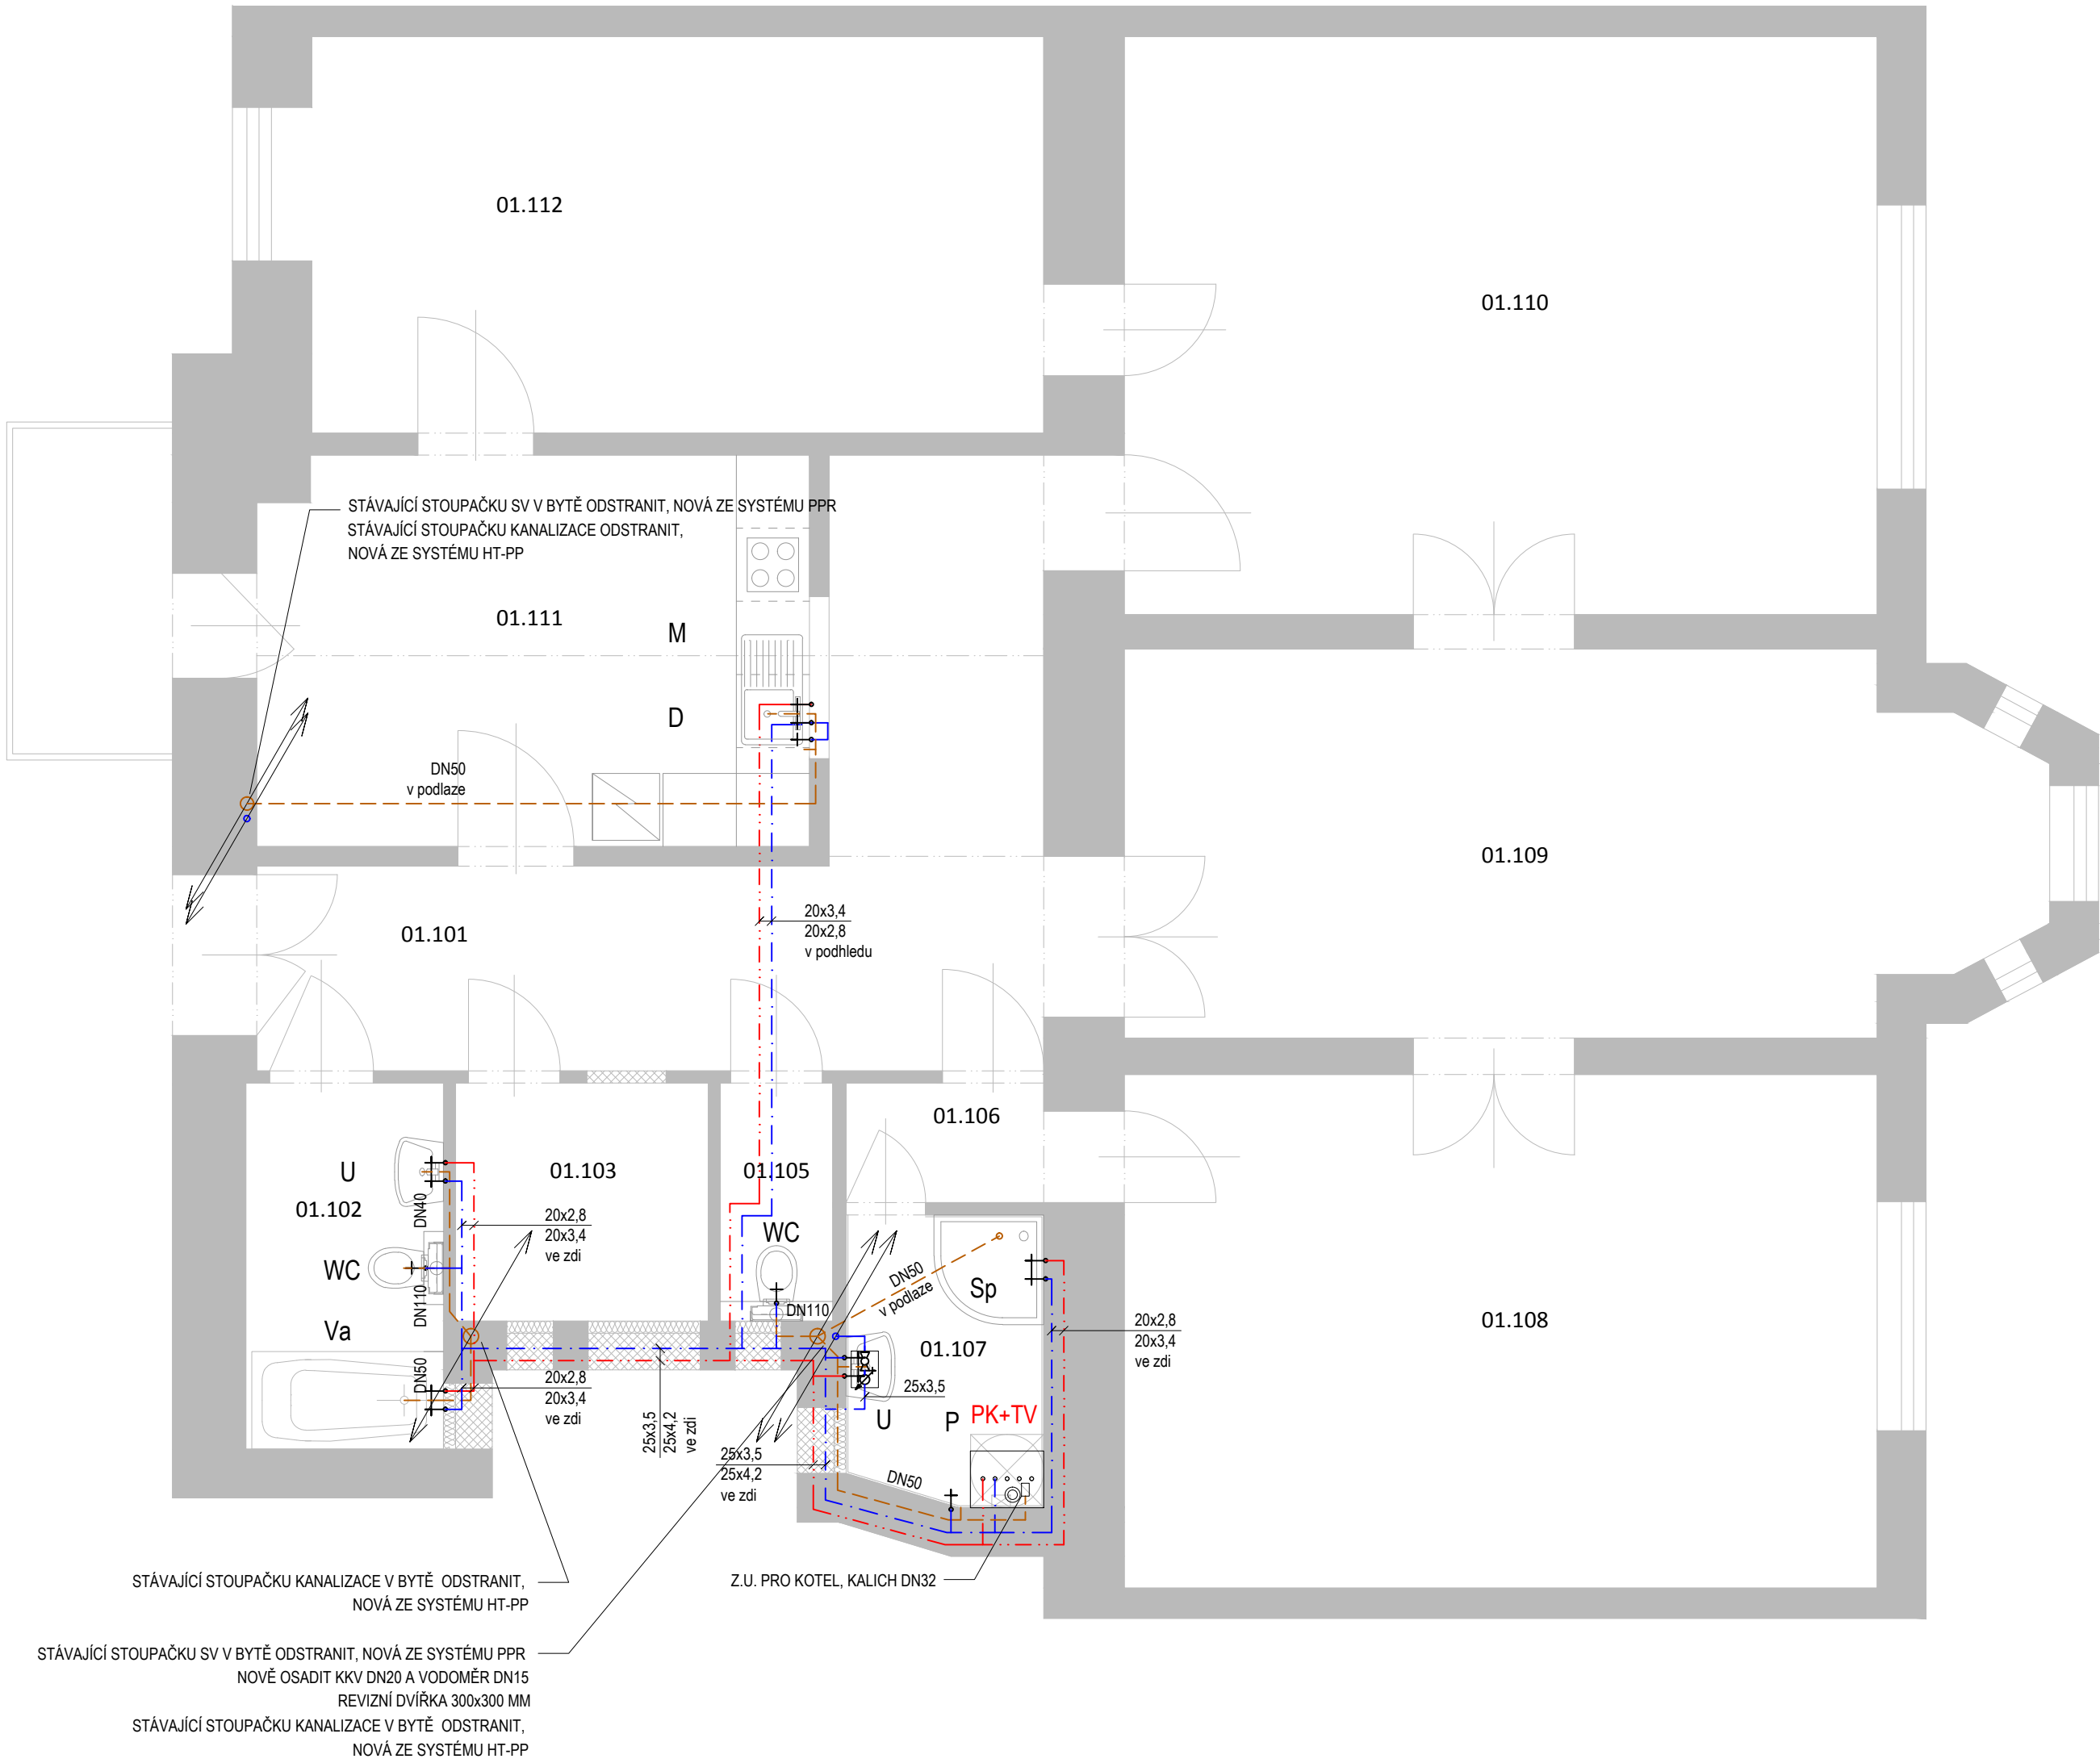 01.112
01.110
STÁVAJÍCÍ STOUPAČKU SV V BYTĚ ODSTRANIT, NOVÁ ZE SYSTÉMU PPR
STÁVAJÍCÍ STOUPAČKU KANALIZACE ODSTRANIT,
NOVÁ ZE SYSTÉMU HT-PP
01.111
M
D
DN50
v podlaze
01.109
01.101
20x3,4
20x2,8
v podhledu
01.106
U
01.102
DN40
WC
DN110
Va
DN50
01.103
20x2,8
20x3,4
ve zdi
20x2,8
20x3,4
ve zdi
01.105
WC
DN110
25x3,5
25x4,2
ve zdi
DN50
v podlaze
Sp
01.107
25x3,5
U
P
PK+TV
20x2,8
20x3,4
ve zdi
01.108
25x3,5
25x4,2
ve zdi
DN50
STÁVAJÍCÍ STOUPAČKU KANALIZACE V BYTĚ ODSTRANIT,
NOVÁ ZE SYSTÉMU HT-PP
Z.U. PRO KOTEL, KALICH DN32
STÁVAJÍCÍ STOUPAČKU SV V BYTĚ ODSTRANIT, NOVÁ ZE SYSTÉMU PPR
NOVĚ OSADIT KKV DN20 A VODOMĚR DN15
REVIZNÍ DVÍŘKA 300x300 MM
STÁVAJÍCÍ STOUPAČKU KANALIZACE V BYTĚ ODSTRANIT,
NOVÁ ZE SYSTÉMU HT-PP